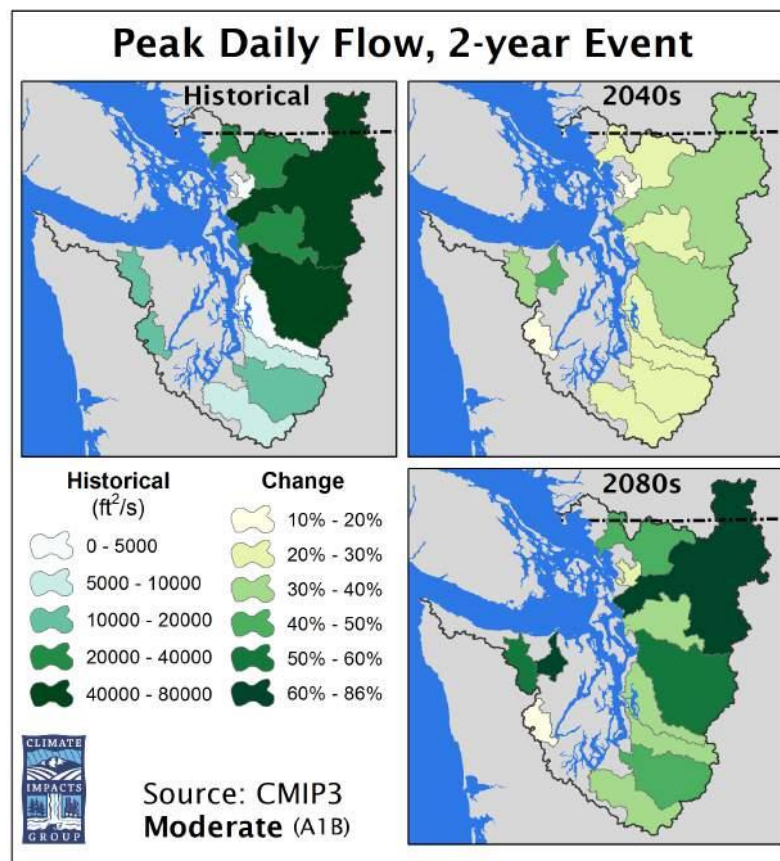 Peak Daily Flow, 2-year Event
Historical
2040s
Historical
(ft²/s)
0 - 5000
5000 - 10000
10000 - 20000
20000 - 40000
40000 - 80000
Change
10% - 20%
20% - 30%
30% - 40%
40% - 50%
50% - 60%
60% - 86%
2080s
CLIMATE
IMPACTS
GROUP
Source: CMIP3
Moderate (A1B)